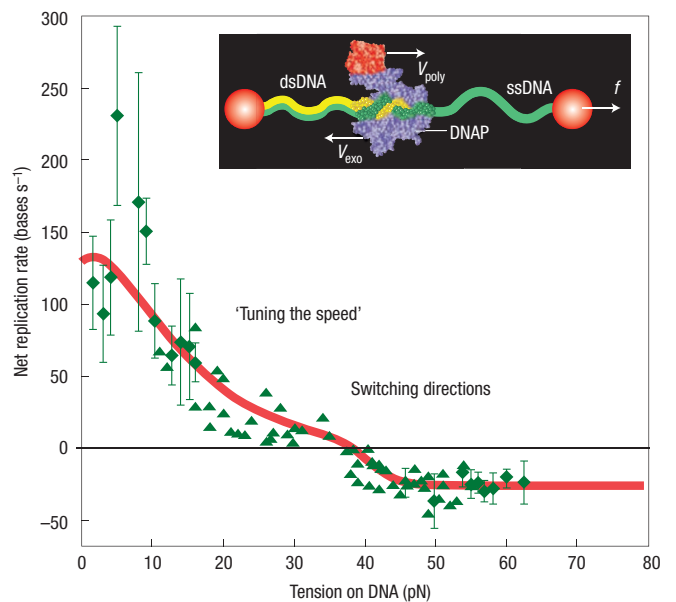 300
250
200
150
100
50
0
–50
Net replication rate (bases s⁻¹)
dsDNA
V_poly
ssDNA
f
DNAP
V_exo
'Tuning the speed'
Switching directions
0 10 20 30 40 50 60 70 80
Tension on DNA (pN)